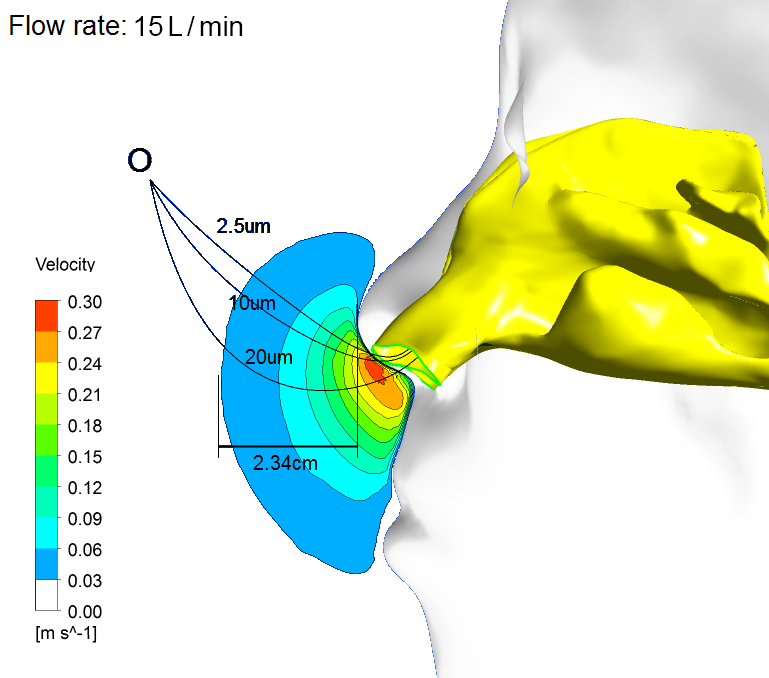 Flow rate: 15 L / min
O
2.5um
10um
20um
2.34cm
Velocity
0.30
0.27
0.24
0.21
0.18
0.15
0.12
0.09
0.06
0.03
0.00
[m s^-1]